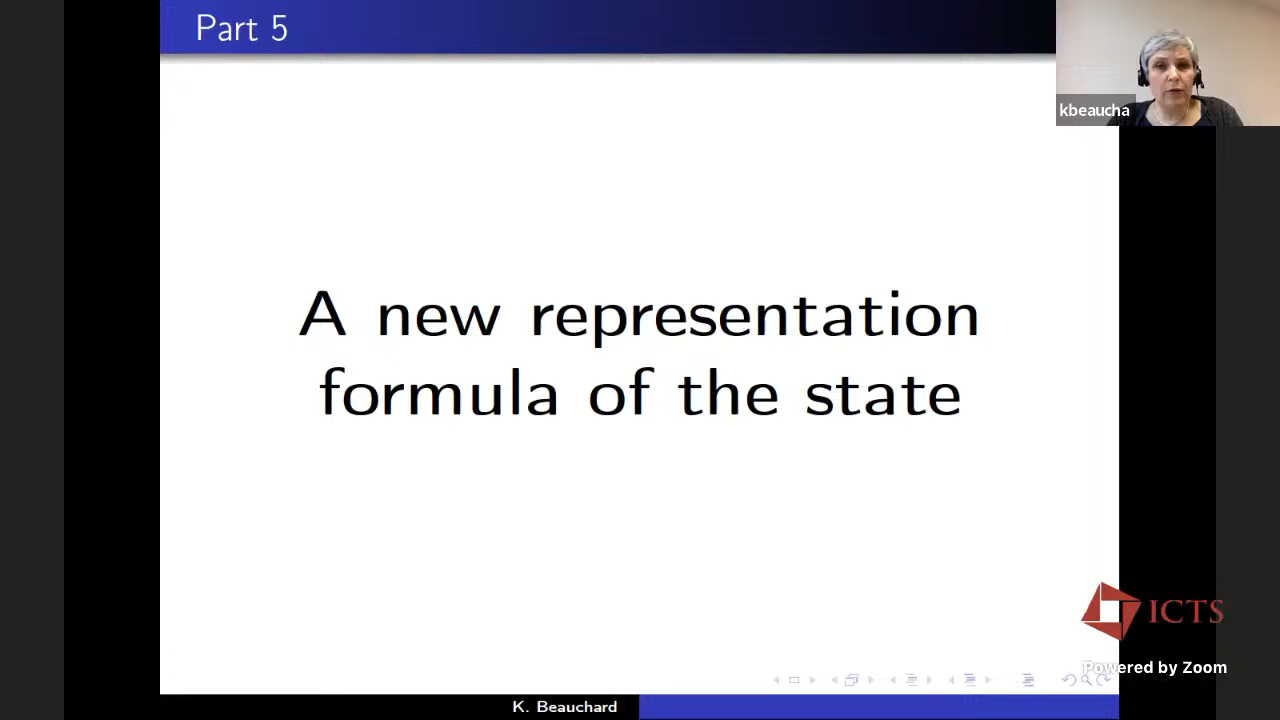 Part 5
kbeaucha
A new representation
formula of the state
ICTS
Powered by Zoom
K. Beauchard